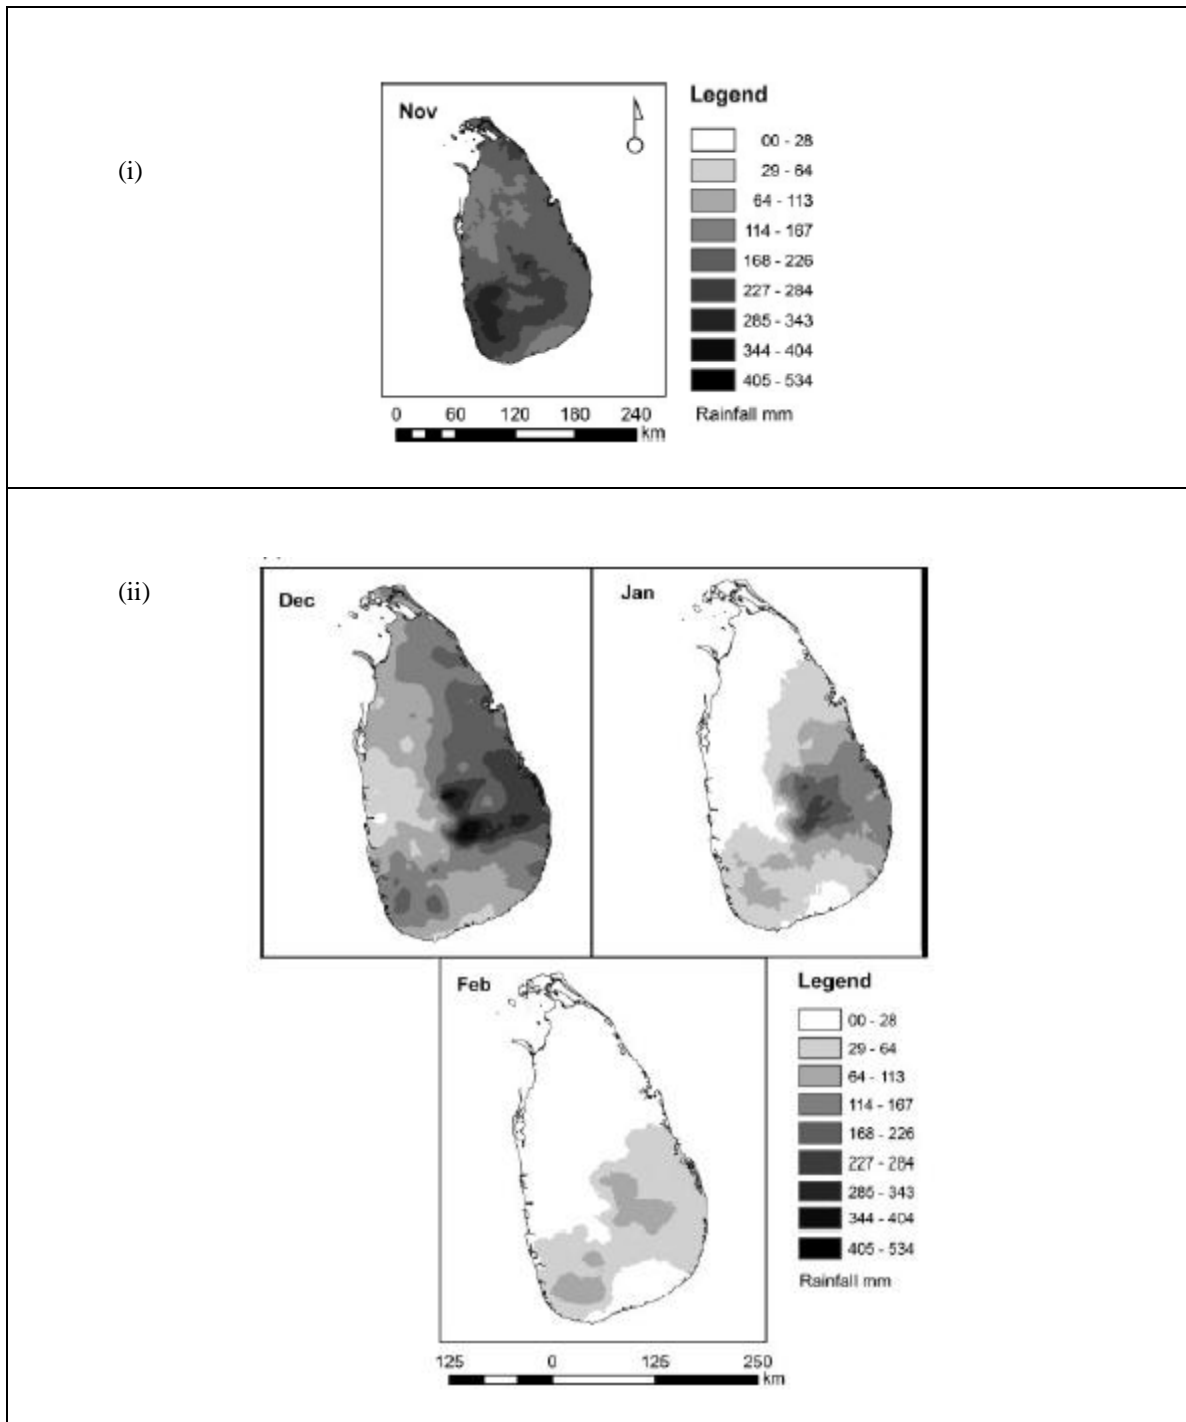 (i)
Nov
Legend
00 - 28
29 - 64
64 - 113
114 - 167
168 - 226
227 - 284
285 - 343
344 - 404
405 - 534
Rainfall mm
0 60 120 180 240
km
(ii)
Dec
Jan
Feb
Legend
00 - 28
29 - 64
64 - 113
114 - 167
168 - 226
227 - 284
285 - 343
344 - 404
405 - 534
Rainfall mm
125 0 125 250
km